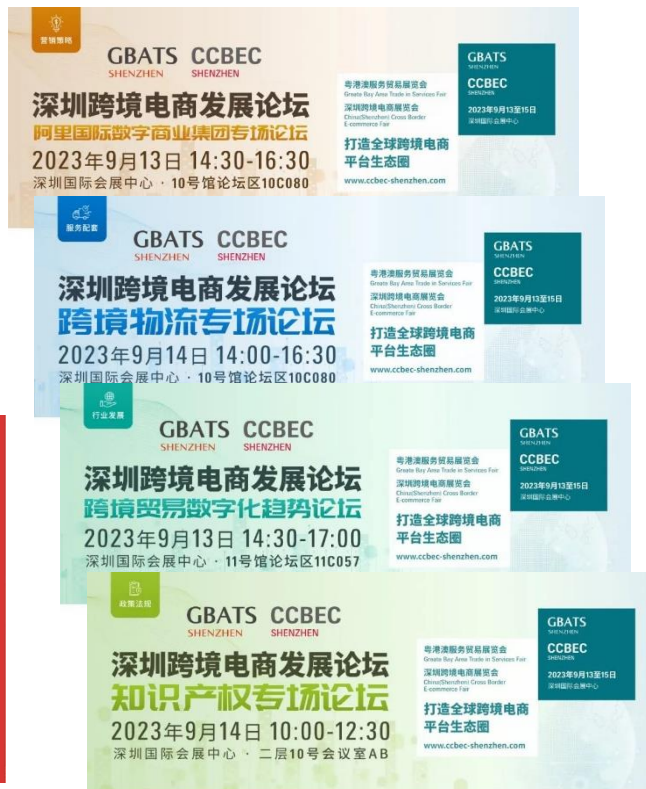 营销策略
GBATS CCBEC
SHENZHEN SHENZHEN
深圳跨境电商发展论坛
阿里国际数字商业集团专场论坛
2023年9月13日 14:30-16:30
深圳国际会展中心 · 10号馆论坛区10C080
粤港澳服务贸易展览会
Greate Bay Area Trade in Services Fair
深圳跨境电商展览会
China(Shenzhen) Cross Border
E-commerce Fair
打造全球跨境电商
平台生态圈
www.ccbec-shenzhen.com
GBATS
SHENZHEN
CCBEC
SHENZHEN
2023年9月13至15日
深圳国际会展中心
服务配套
GBATS CCBEC
SHENZHEN SHENZHEN
深圳跨境电商发展论坛
跨境物流专场论坛
2023年9月14日 14:00-16:30
深圳国际会展中心 · 10号馆论坛区10C080
粤港澳服务贸易展览会
Greate Bay Area Trade in Services Fair
深圳跨境电商展览会
China(Shenzhen) Cross Border
E-commerce Fair
打造全球跨境电商
平台生态圈
www.ccbec-shenzhen.com
GBATS
SHENZHEN
CCBEC
SHENZHEN
2023年9月13至15日
深圳国际会展中心
行业发展
GBATS CCBEC
SHENZHEN SHENZHEN
深圳跨境电商发展论坛
跨境贸易数字化趋势论坛
2023年9月13日 14:30-17:00
深圳国际会展中心 · 11号馆论坛区11C057
粤港澳服务贸易展览会
Greate Bay Area Trade in Services Fair
深圳跨境电商展览会
China(Shenzhen) Cross Border
E-commerce Fair
打造全球跨境电商
平台生态圈
www.ccbec-shenzhen.com
GBATS
SHENZHEN
CCBEC
SHENZHEN
2023年9月13至15日
深圳国际会展中心
政策法规
GBATS CCBEC
SHENZHEN SHENZHEN
深圳跨境电商发展论坛
知识产权专场论坛
2023年9月14日 10:00-12:30
深圳国际会展中心 · 二层10号会议室AB
粤港澳服务贸易展览会
Greate Bay Area Trade in Services Fair
深圳跨境电商展览会
China(Shenzhen) Cross Border
E-commerce Fair
打造全球跨境电商
平台生态圈
www.ccbec-shenzhen.com
GBATS
SHENZHEN
CCBEC
SHENZHEN
2023年9月13至15日
深圳国际会展中心